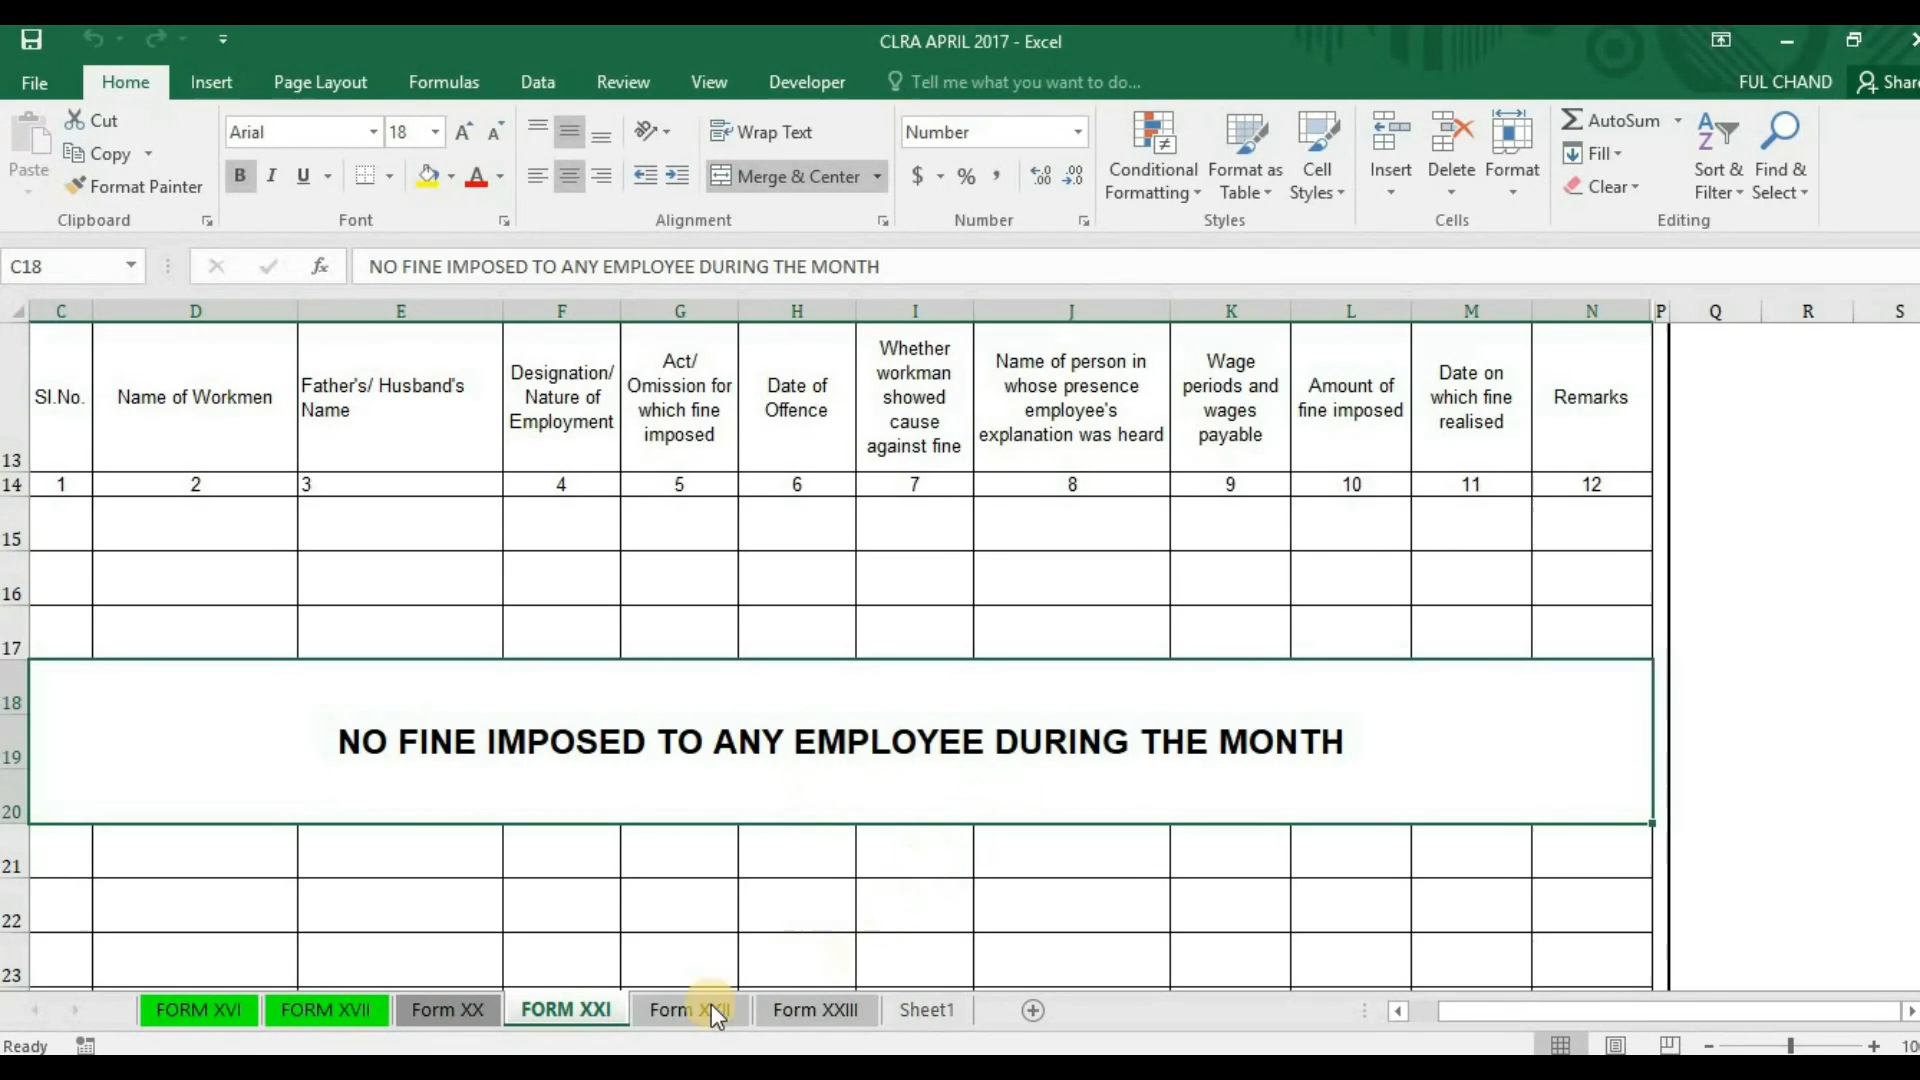 CLRA APRIL 2017 - Excel
File Home Insert Page Layout Formulas Data Review View Developer Tell me what you want to do... FUL CHAND Share
Paste
Cut
Copy
Format Painter
Clipboard
Arial 18 A A
B I U A
Font
Wrap Text
Merge & Center
Alignment
Number
$ % ,
Number
Conditional Formatting
Format as Table
Cell Styles
Styles
Insert Delete Format
Cells
AutoSum
Fill
Clear
Sort & Filter
Find & Select
Editing
C18 fx NO FINE IMPOSED TO ANY EMPLOYEE DURING THE MONTH
C D E F G H I J K L M N P Q R S
13
Sl.No.
Name of Workmen
Father's/ Husband's
Name
Designation/
Nature of
Employment
Act/
Omission for
which fine
imposed
Date of
Offence
Whether
workman
showed
cause
against fine
Name of person in
whose presence
employee's
explanation was heard
Wage
periods and
wages
payable
Amount of
fine imposed
Date on
which fine
realised
Remarks
14 1 2 3 4 5 6 7 8 9 10 11 12
15
16
17
18
19 NO FINE IMPOSED TO ANY EMPLOYEE DURING THE MONTH
20
21
22
23
FORM XVI FORM XVII Form XX FORM XXI Form XXII Form XXIII Sheet1
Ready